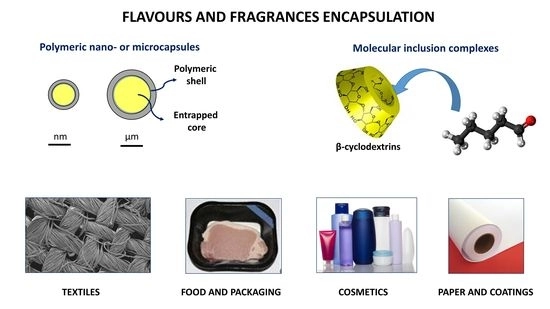 FLAVOURS AND FRAGRANCES ENCAPSULATION
Polymeric nano- or microcapsules
Molecular inclusion complexes
Polymeric
shell
Entrapped
core
nm
μm
β-cyclodextrins
TEXTILES
FOOD AND PACKAGING
COSMETICS
PAPER AND COATINGS